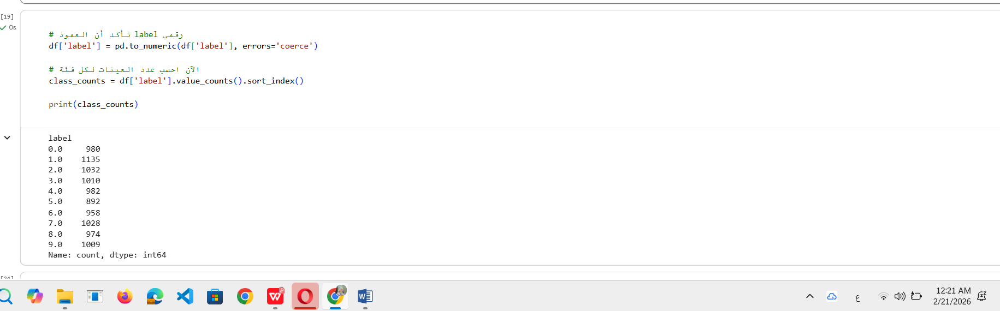 [19]
0s
# تأكد أن العمود label رقمي
df['label'] = pd.to_numeric(df['label'], errors='coerce')
# الآن احسب عدد العينات لكل فئة
class_counts = df['label'].value_counts().sort_index()
print(class_counts)
label
0.0 980
1.0 1135
2.0 1032
3.0 1010
4.0 982
5.0 892
6.0 958
7.0 1028
8.0 974
9.0 1009
Name: count, dtype: int64
ع
12:21 AM
2/21/2026